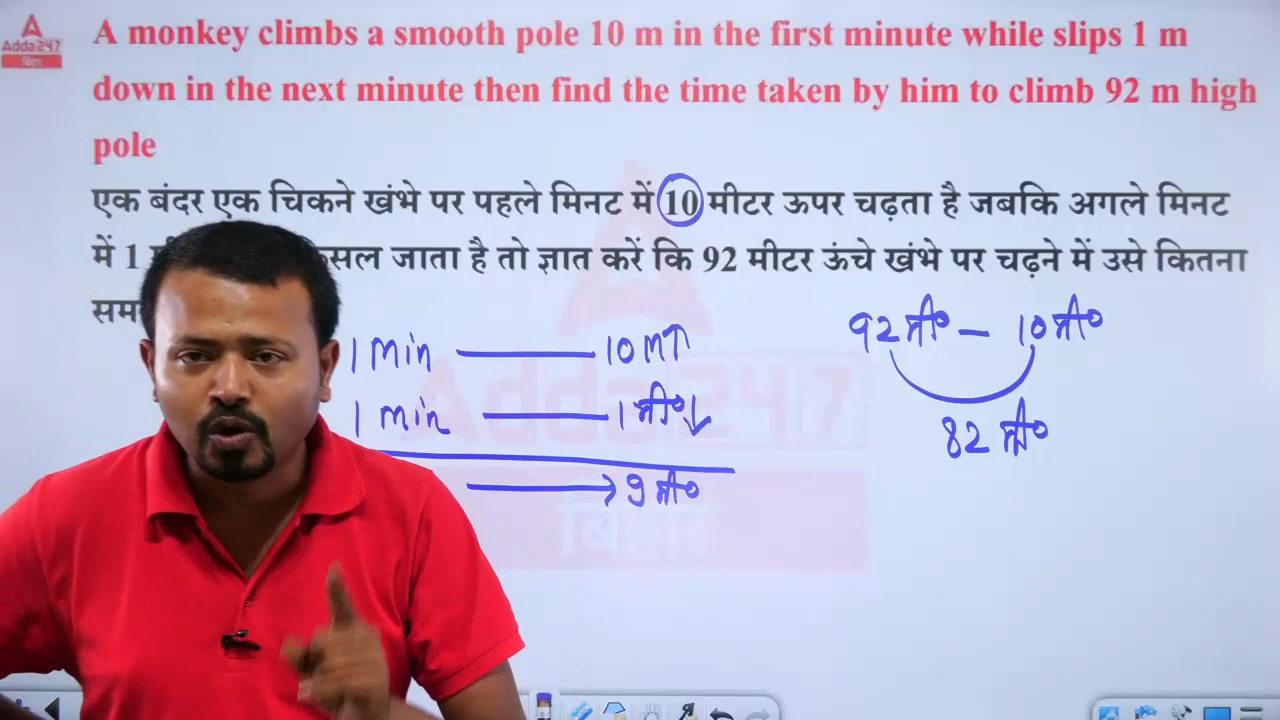 A
Adda247
बिहार
A monkey climbs a smooth pole 10 m in the first minute while slips 1 m
down in the next minute then find the time taken by him to climb 92 m high
pole
एक बंदर एक चिकने खंभे पर पहले मिनट में 10 मीटर ऊपर चढ़ता है जबकि अगले मिनट
में 1 जाता है तो ज्ञात करें कि 92 मीटर ऊंचे खंभे पर चढ़ने में उसे कितना
1 Min — 10 मी↑
1 min — 1 मी० ↓
→ 9 मी०
92 मी० — 10 मी०
82 मी०
Adda247
बिहार